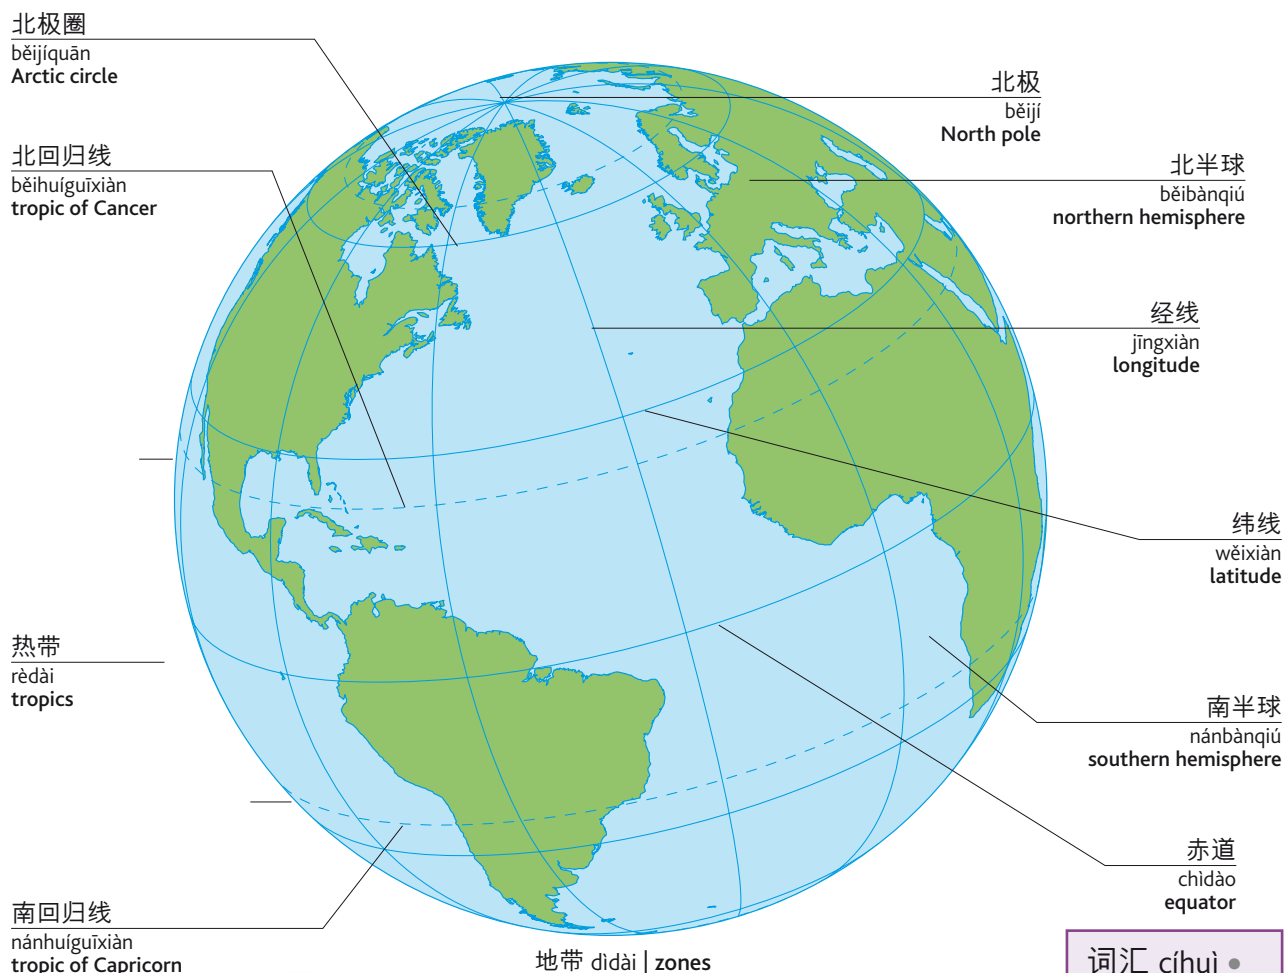 北极圈
běijíquān
Arctic circle
北回归线
běihuíguīxiàn
tropic of Cancer
热带
rèdài
tropics
南回归线
nánhuíguīxiàn
tropic of Capricorn
北极
běijí
North pole
北半球
běibànqiú
northern hemisphere
经线
jīngxiàn
longitude
纬线
wěixiàn
latitude
南半球
nánbànqiú
southern hemisphere
赤道
chìdào
equator
地带 dìdài | zones
词汇 cíhuì •